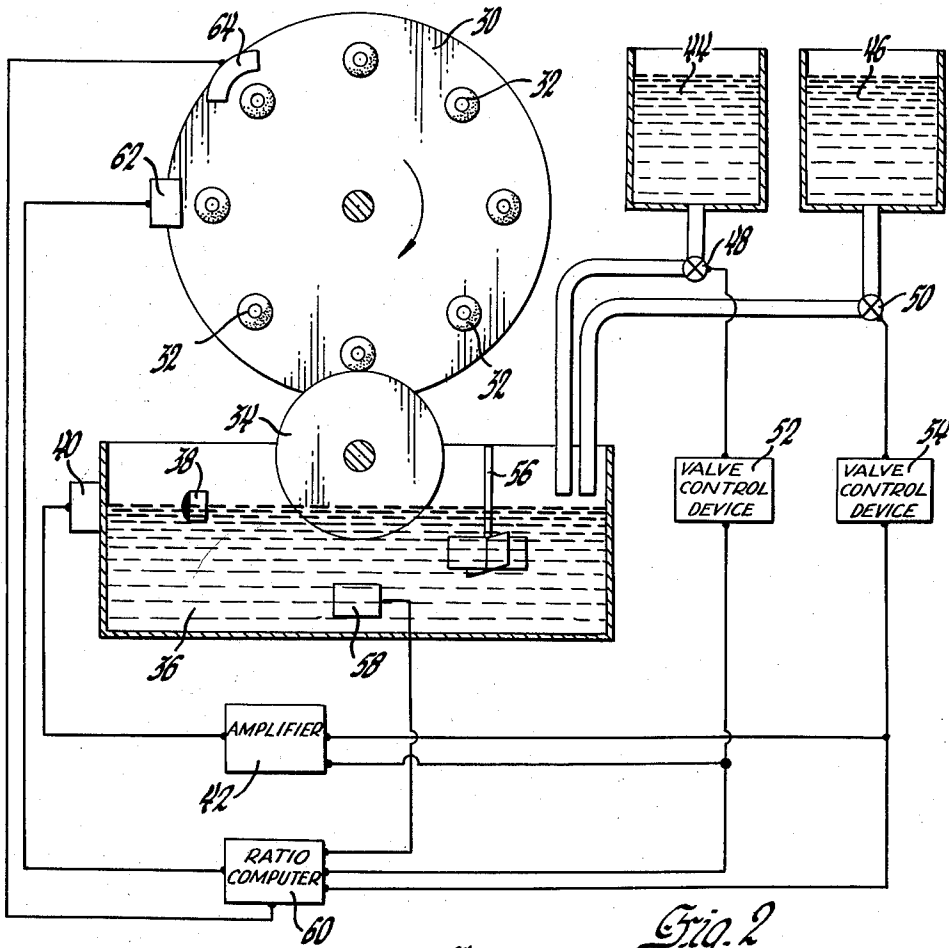 64
30
32
44
46
62
48
50
32
32
34
40
38
56
52
54
VALVE
CONTROL
DEVICE
VALVE
CONTROL
DEVICE
36
58
AMPLIFIER
42
RATIO
COMPUTER
60
Fig. 2